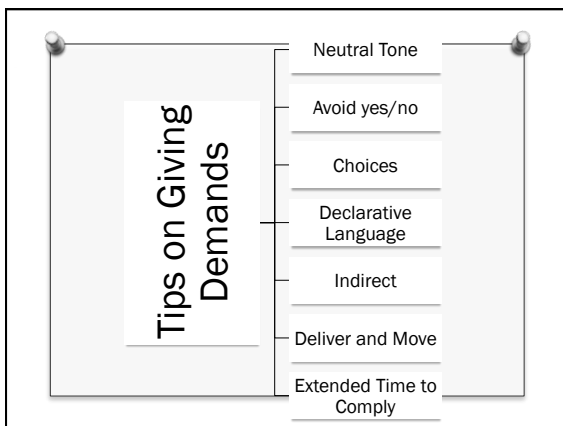 Tips on Giving
Demands
Neutral Tone
Avoid yes/no
Choices
Declarative
Language
Indirect
Deliver and Move
Extended Time to
Comply